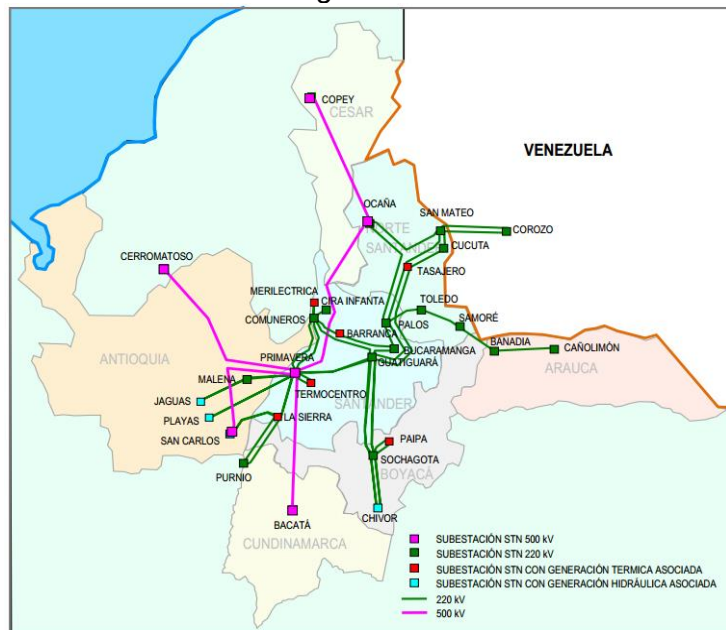 COPEY
CESAR
VENEZUELA
OCAÑA
NORTE
SANTANDER
SAN MATEO
COROZO
CUCUTA
CERROMATOSO
TASAJERO
MERILECTRICA
CIRA INFANTA
TOLEDO
COMUNEROS
PALOS
SAMORÉ
BARRANCA
BUCARAMANGA
BANADIA
CAÑOLIMÓN
ANTIOQUIA
PRIMAVERA
GUATIGUARÁ
ARAUCA
MALENA
TERMOCENTRO
JAGUAS
SANTANDER
PLAYAS
LA SIERRA
SAN CARLOS
PAIPA
SOCHAGOTA
BOYACÁ
PURNIO
BACATÁ
CHIVOR
CUNDINAMARCA
SUBESTACIÓN STN 500 kV
SUBESTACIÓN STN 220 kV
SUBESTACIÓN STN CON GENERACIÓN TERMICA ASOCIADA
SUBESTACIÓN STN CON GENERACIÓN HIDRÁULICA ASOCIADA
220 kV
500 kV